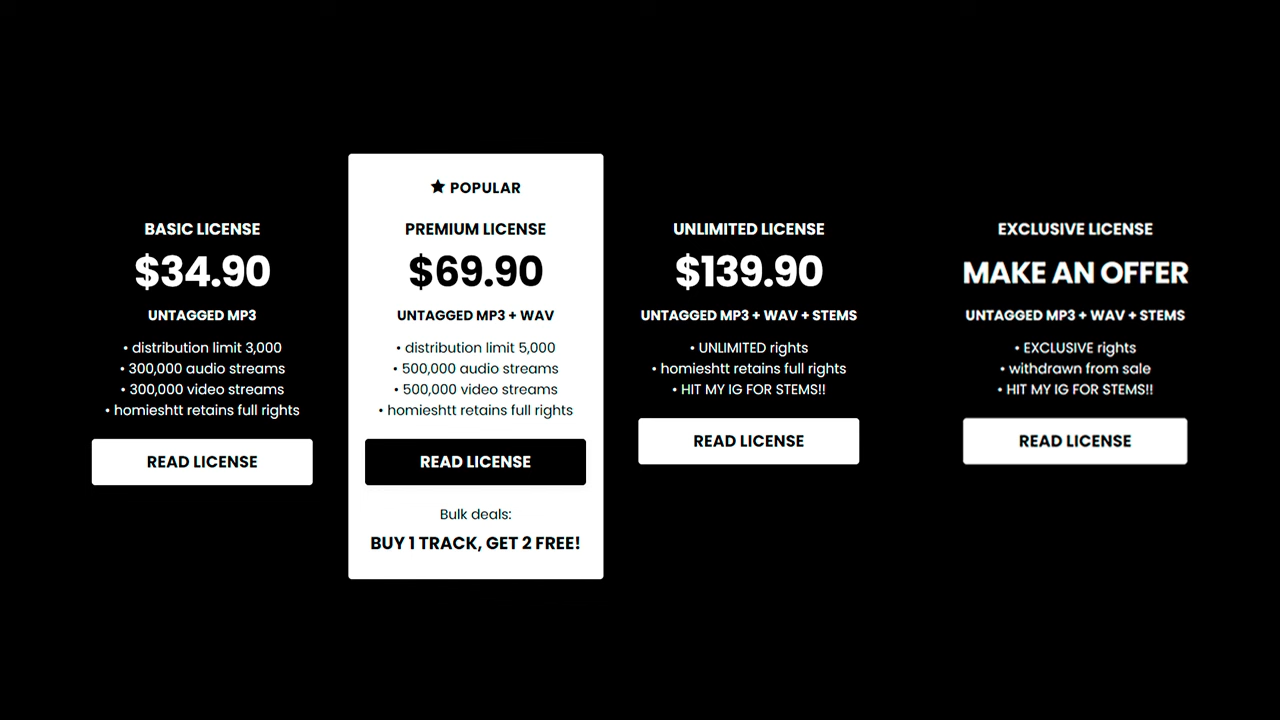 BASIC LICENSE
$34.90
UNTAGGED MP3
• distribution limit 3,000
• 300,000 audio streams
• 300,000 video streams
• homieshtt retains full rights
READ LICENSE
POPULAR
PREMIUM LICENSE
$69.90
UNTAGGED MP3 + WAV
• distribution limit 5,000
• 500,000 audio streams
• 500,000 video streams
• homieshtt retains full rights
READ LICENSE
Bulk deals:
BUY 1 TRACK, GET 2 FREE!
UNLIMITED LICENSE
$139.90
UNTAGGED MP3 + WAV + STEMS
• UNLIMITED rights
• homieshtt retains full rights
• HIT MY IG FOR STEMS!!
READ LICENSE
EXCLUSIVE LICENSE
MAKE AN OFFER
UNTAGGED MP3 + WAV + STEMS
• EXCLUSIVE rights
• withdrawn from sale
• HIT MY IG FOR STEMS!!
READ LICENSE